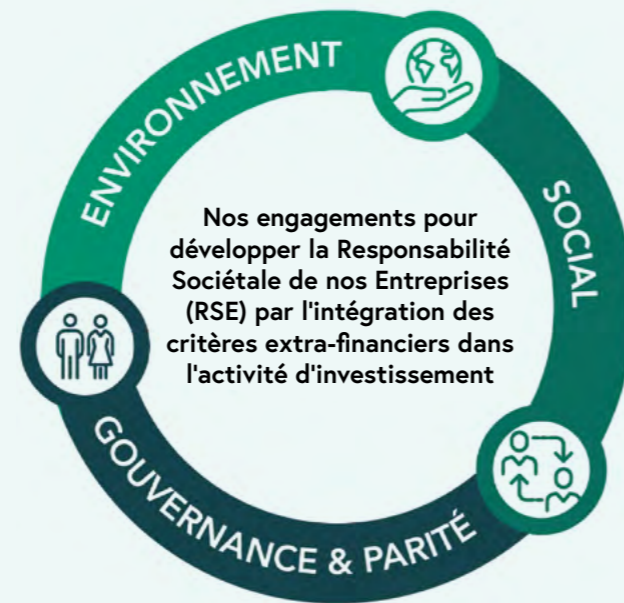 ENVIRONNEMENT
SOCIAL
Nos engagements pour
développer la Responsabilité
Sociétale de nos Entreprises
(RSE) par l'intégration des
critères extra-financiers dans
l'activité d'investissement
GOUVERNANCE & PARITÉ